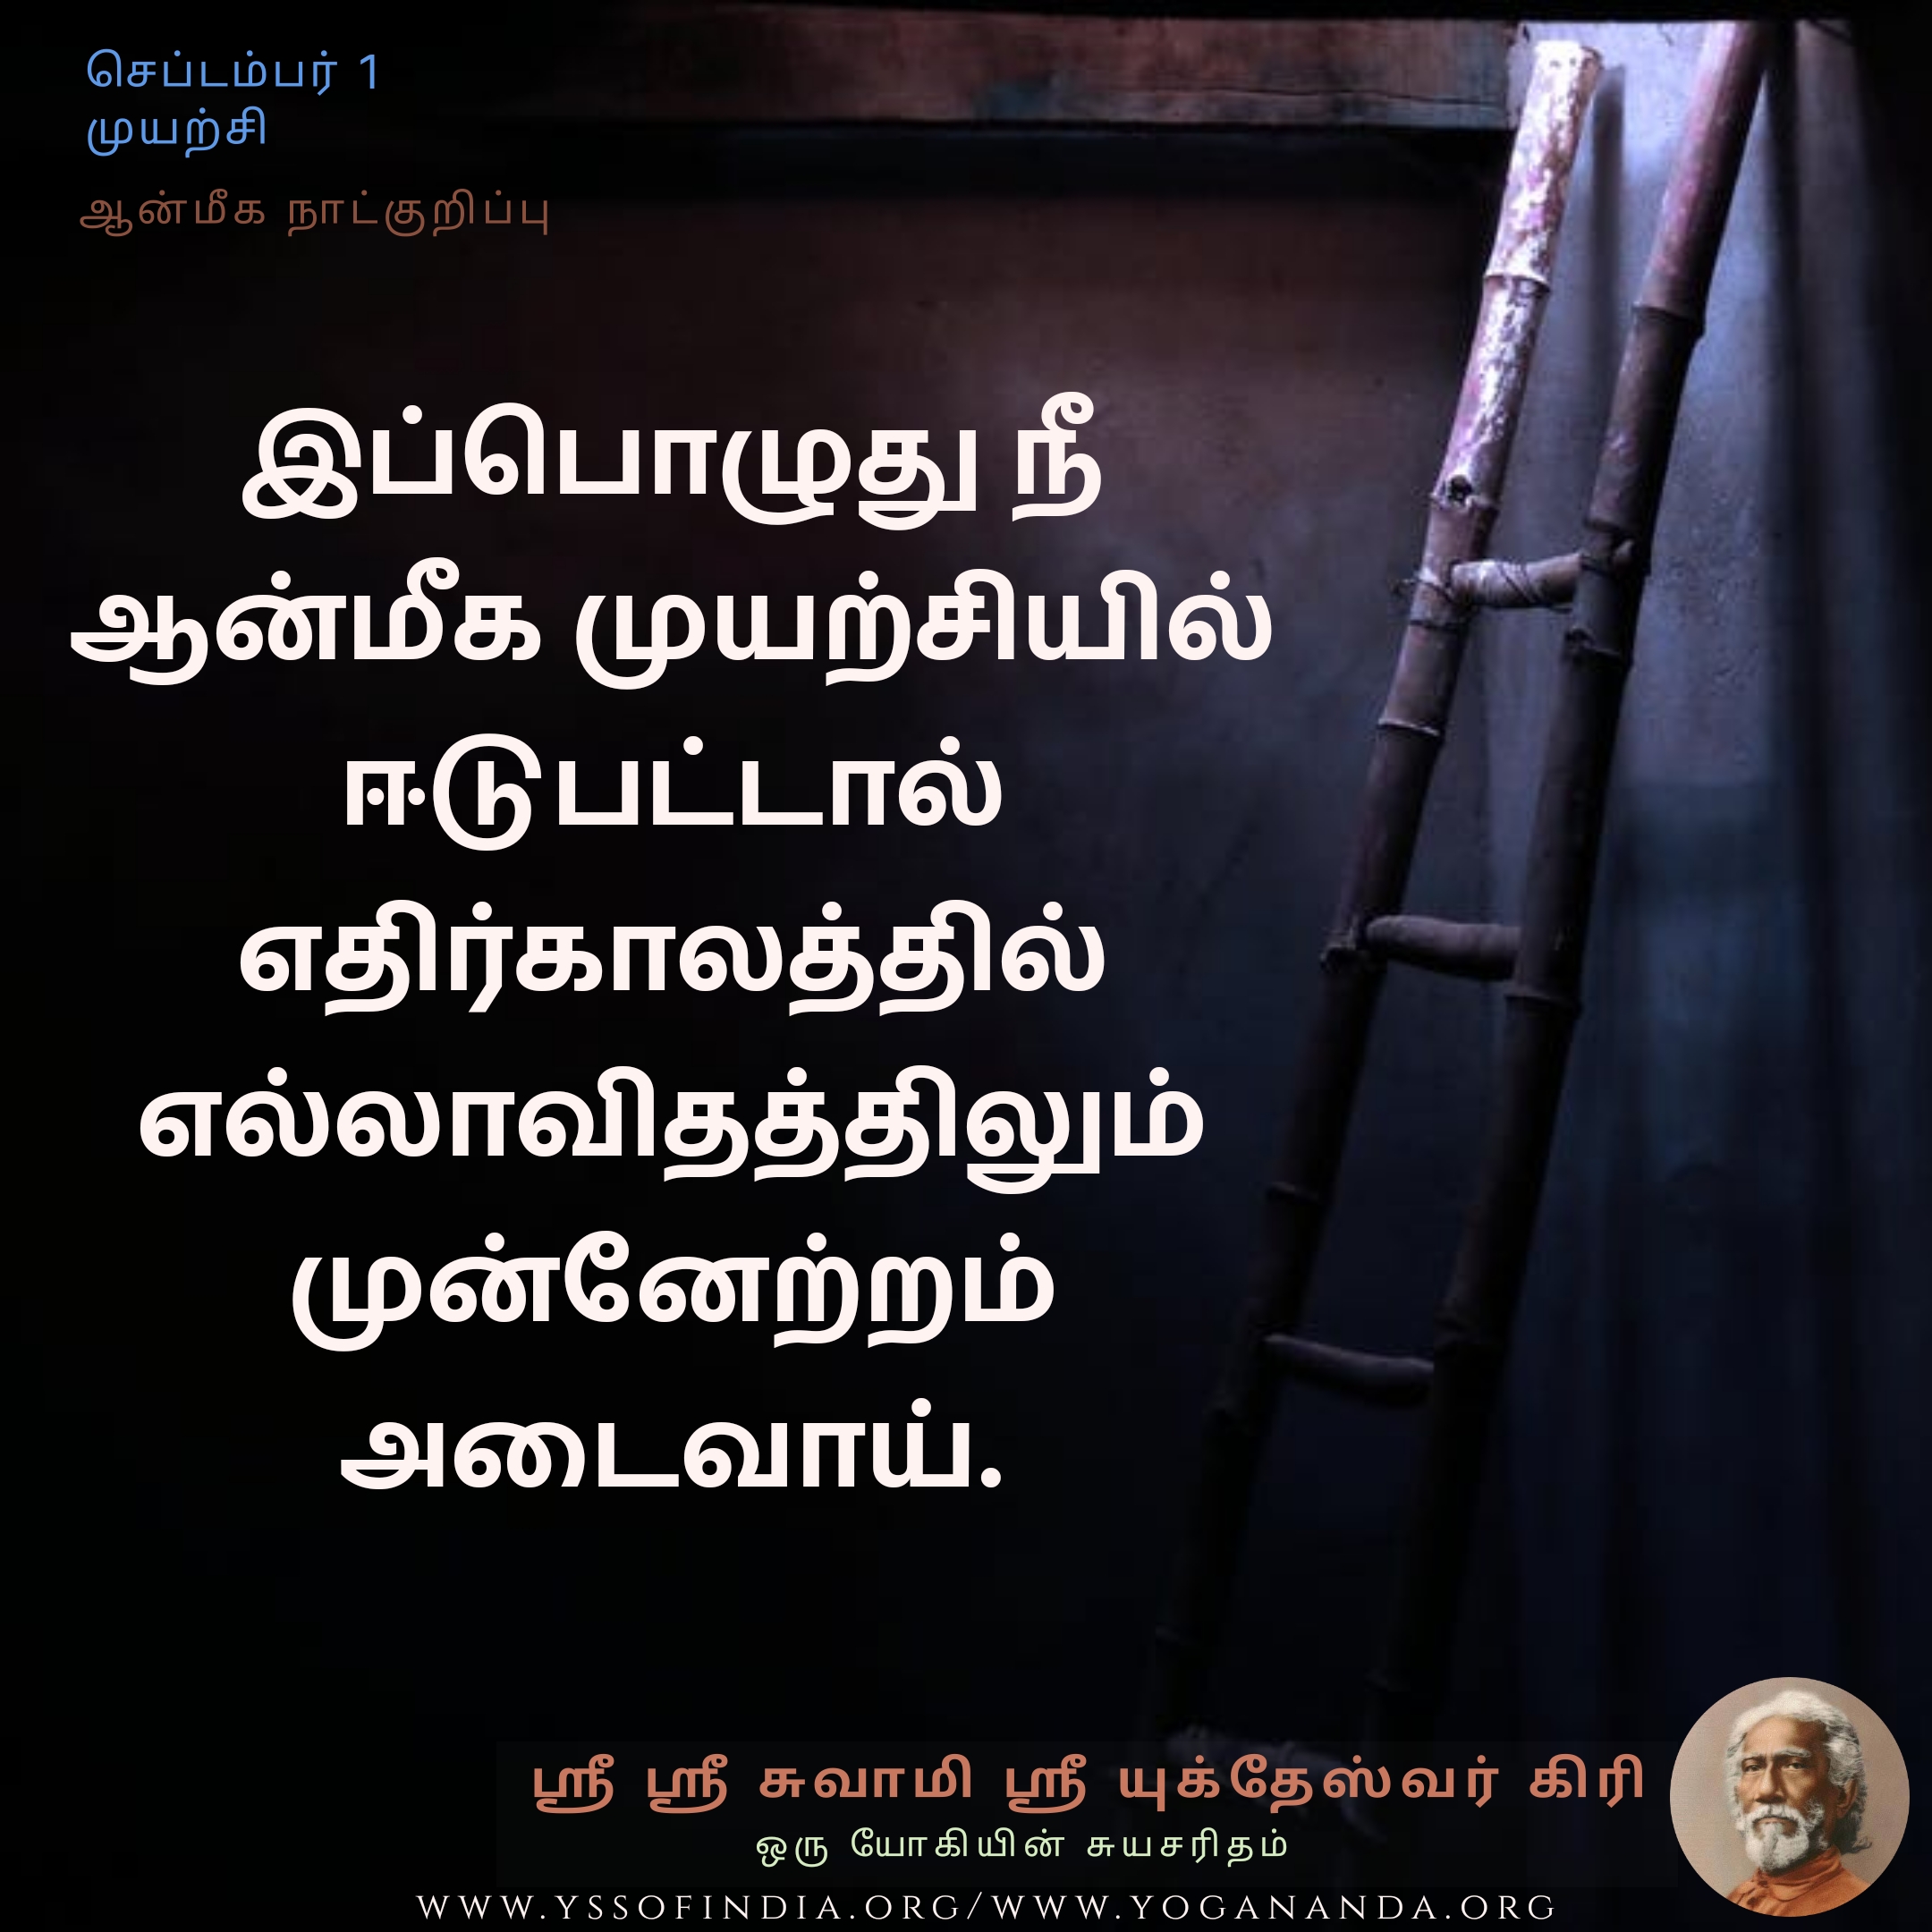 செப்டம்பர் 1
முயற்சி
ஆன்மீக நாட்குறிப்பு
இப்பொழுது நீ
ஆன்மீக முயற்சியில்
ஈடுபட்டால்
எதிர்காலத்தில்
எல்லாவிதத்திலும்
முன்னேற்றம்
அடைவாய்.
ஸ்ரீ ஸ்ரீ சுவாமி ஸ்ரீ யுக்தேஸ்வர் கிரி
ஒரு யோகியின் சுயசரிதம்
WWW.YSSOFINDIA.ORG/WWW.YOGANANDA.ORG